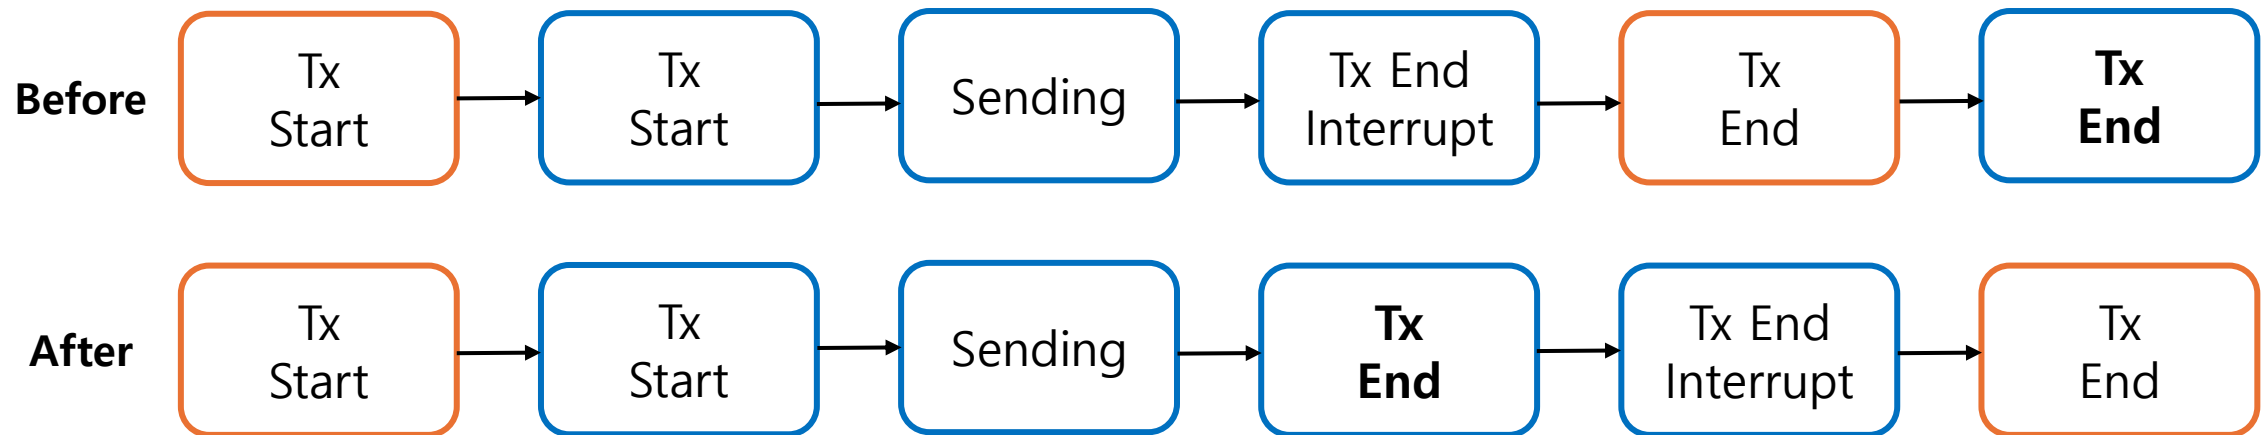 Before
Tx
Start
Tx
Start
Sending
Tx End
Interrupt
Tx
End
Tx
End
After
Tx
Start
Tx
Start
Sending
Tx
End
Tx End
Interrupt
Tx
End